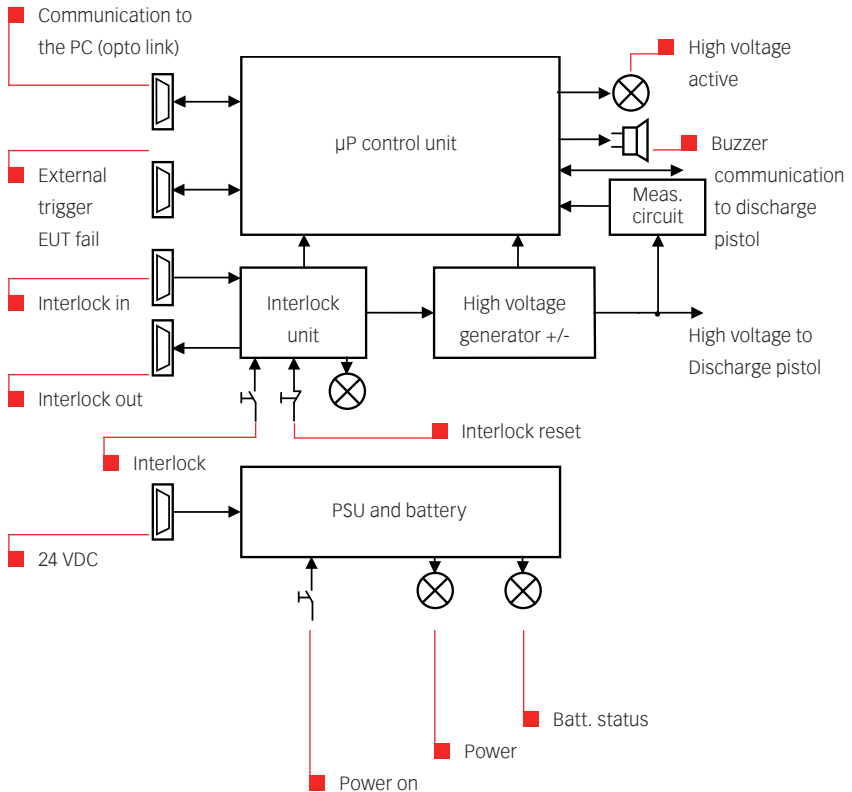 Communication to
the PC (opto link)
High voltage
active
µP control unit
Buzzer
communication
to discharge
pistol
External
trigger
EUT fail
Meas.
circuit
Interlock in
Interlock
unit
High voltage
generator +/-
High voltage to
Discharge pistol
Interlock out
Interlock reset
Interlock
PSU and battery
24 VDC
Batt. status
Power
Power on